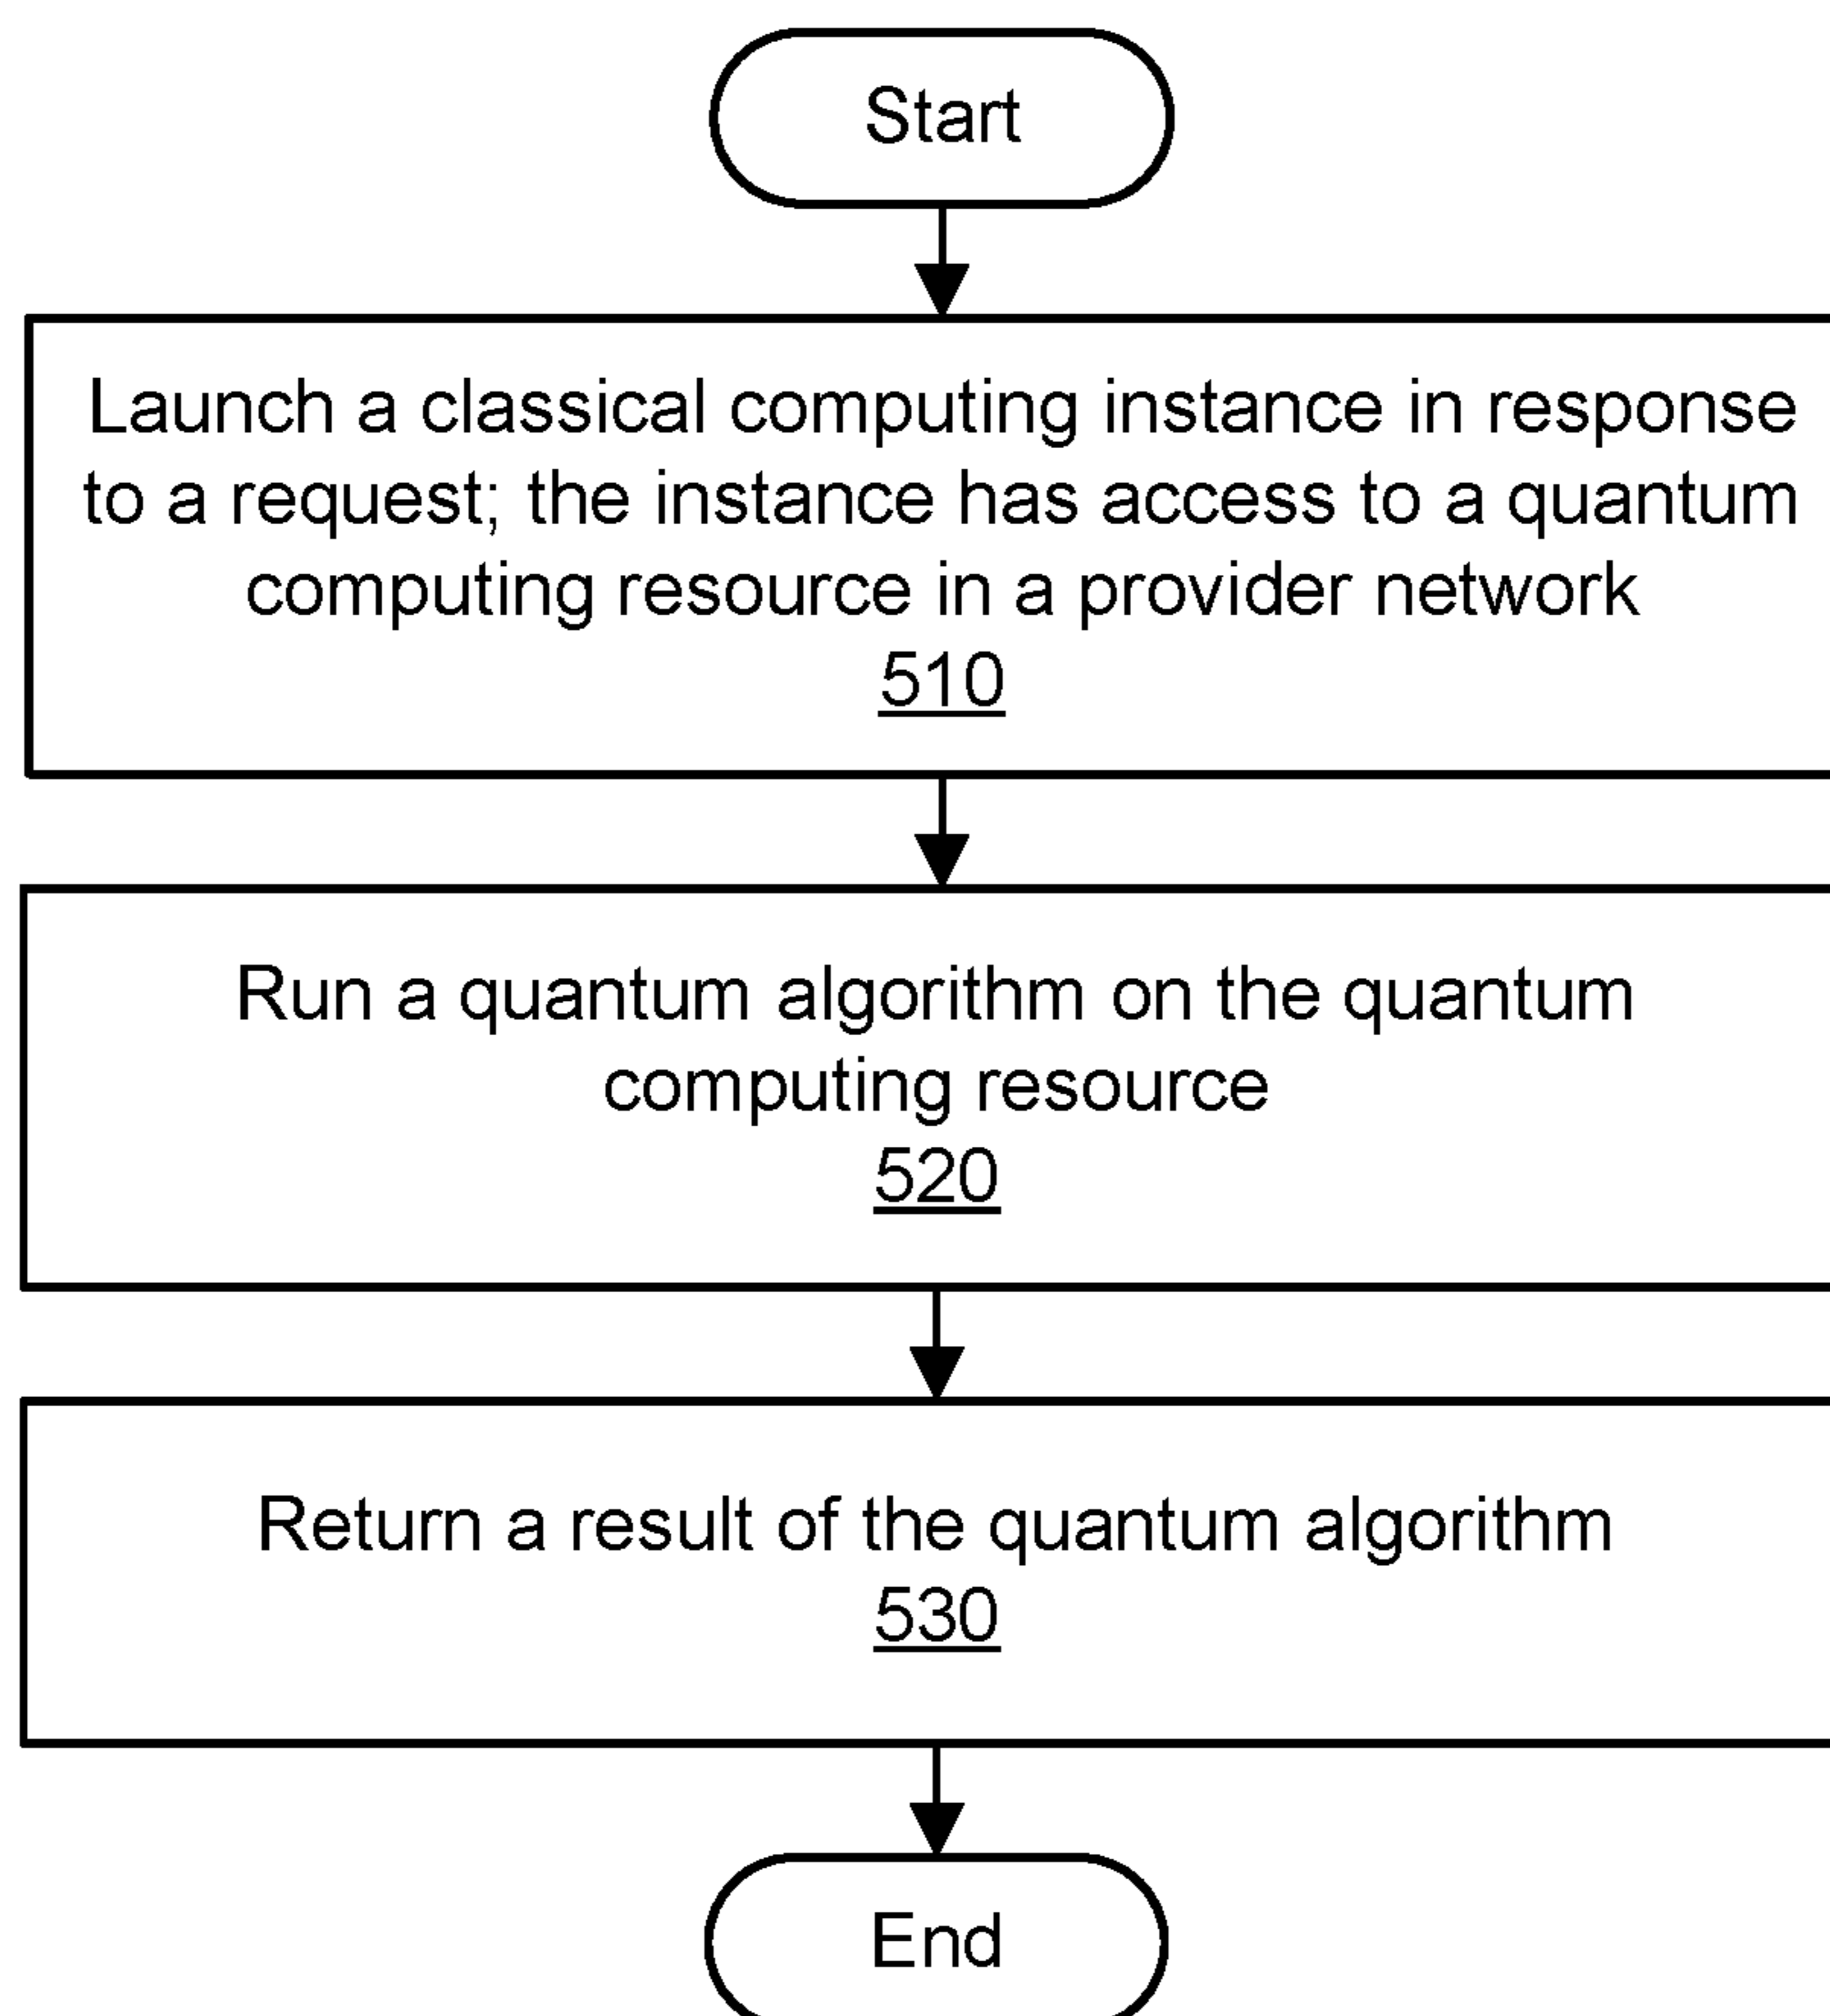 Start
Launch a classical computing instance in response
to a request; the instance has access to a quantum
computing resource in a provider network
510
Run a quantum algorithm on the quantum
computing resource
520
Return a result of the quantum algorithm
530
End